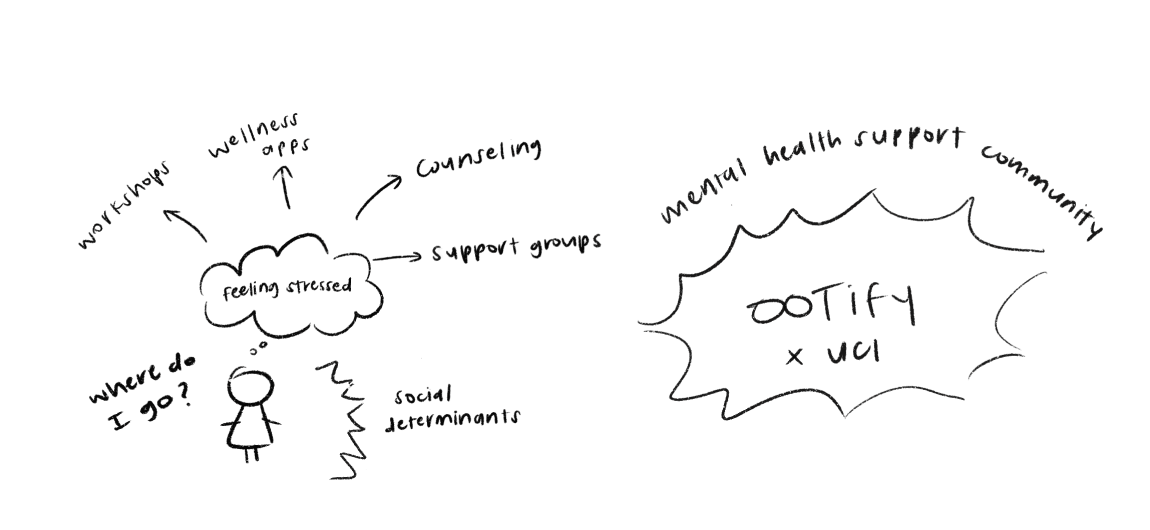 workshops
wellness
apps
counseling
support groups
feeling stressed
where do
I go?
social
determinants
mental health support community
ooTify
x UCI